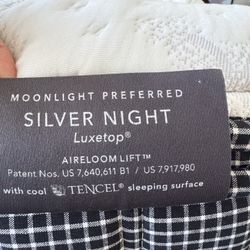 MOONLIGHT PREFERRED
SILVER NIGHT
Luxetop®
AIRELOOM LIFT™
Patent Nos. US 7,640,611 B1 / US 7,917,980
with cool TENCEL® sleeping surface